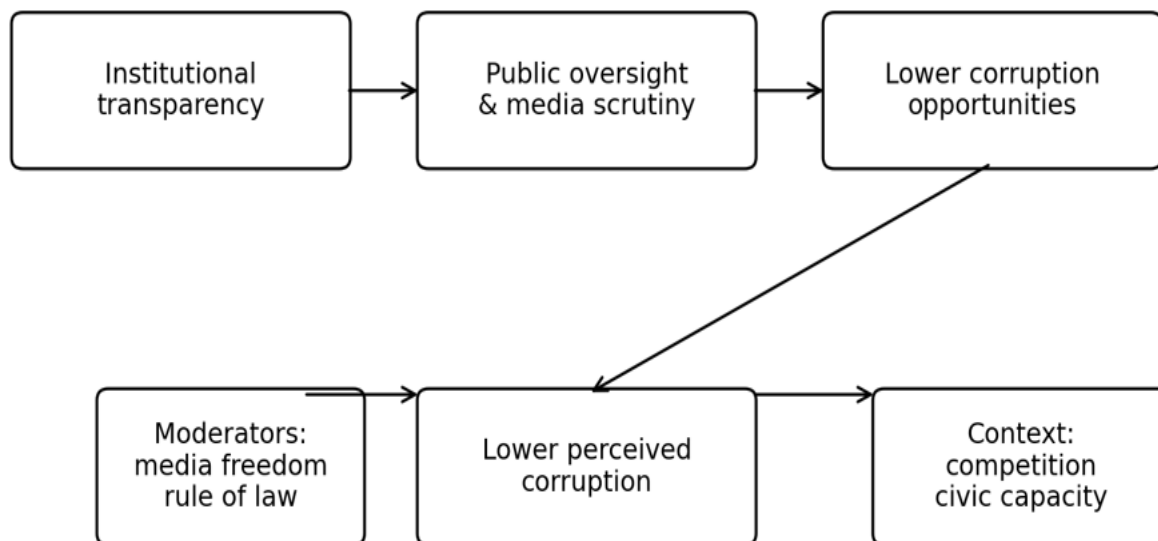 Institutional
transparency
Public oversight
& media scrutiny
Lower corruption
opportunities
Moderators:
media freedom
rule of law
Lower perceived
corruption
Context:
competition
civic capacity